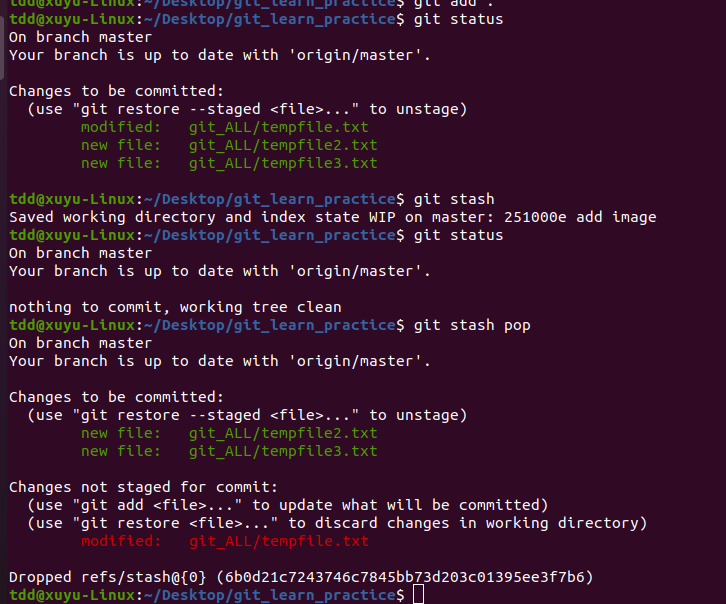 tdd@xuyu-Linux:~/Desktop/git_learn_practice$ git add .
tdd@xuyu-Linux:~/Desktop/git_learn_practice$ git status
On branch master
Your branch is up to date with 'origin/master'.

Changes to be committed:
  (use "git restore --staged <file>..." to unstage)
        modified:   git_ALL/tempfile.txt
        new file:   git_ALL/tempfile2.txt
        new file:   git_ALL/tempfile3.txt

tdd@xuyu-Linux:~/Desktop/git_learn_practice$ git stash
Saved working directory and index state WIP on master: 251000e add image
tdd@xuyu-Linux:~/Desktop/git_learn_practice$ git status
On branch master
Your branch is up to date with 'origin/master'.

nothing to commit, working tree clean
tdd@xuyu-Linux:~/Desktop/git_learn_practice$ git stash pop
On branch master
Your branch is up to date with 'origin/master'.

Changes to be committed:
  (use "git restore --staged <file>..." to unstage)
        new file:   git_ALL/tempfile2.txt
        new file:   git_ALL/tempfile3.txt

Changes not staged for commit:
  (use "git add <file>..." to update what will be committed)
  (use "git restore <file>..." to discard changes in working directory)
        modified:   git_ALL/tempfile.txt

Dropped refs/stash@{0} (6b0d21c7243746c7845bb73d203c01395ee3f7b6)
tdd@xuyu-Linux:~/Desktop/git_learn_practice$